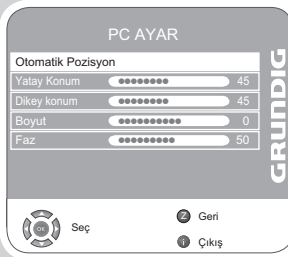 PC AYAR
Otomatik Pozisyon
Yatay Konum 45
Dikey konum 45
Boyut 0
Faz 50
GRUNDIG
OK Seç
Z Geri
i Çıkış